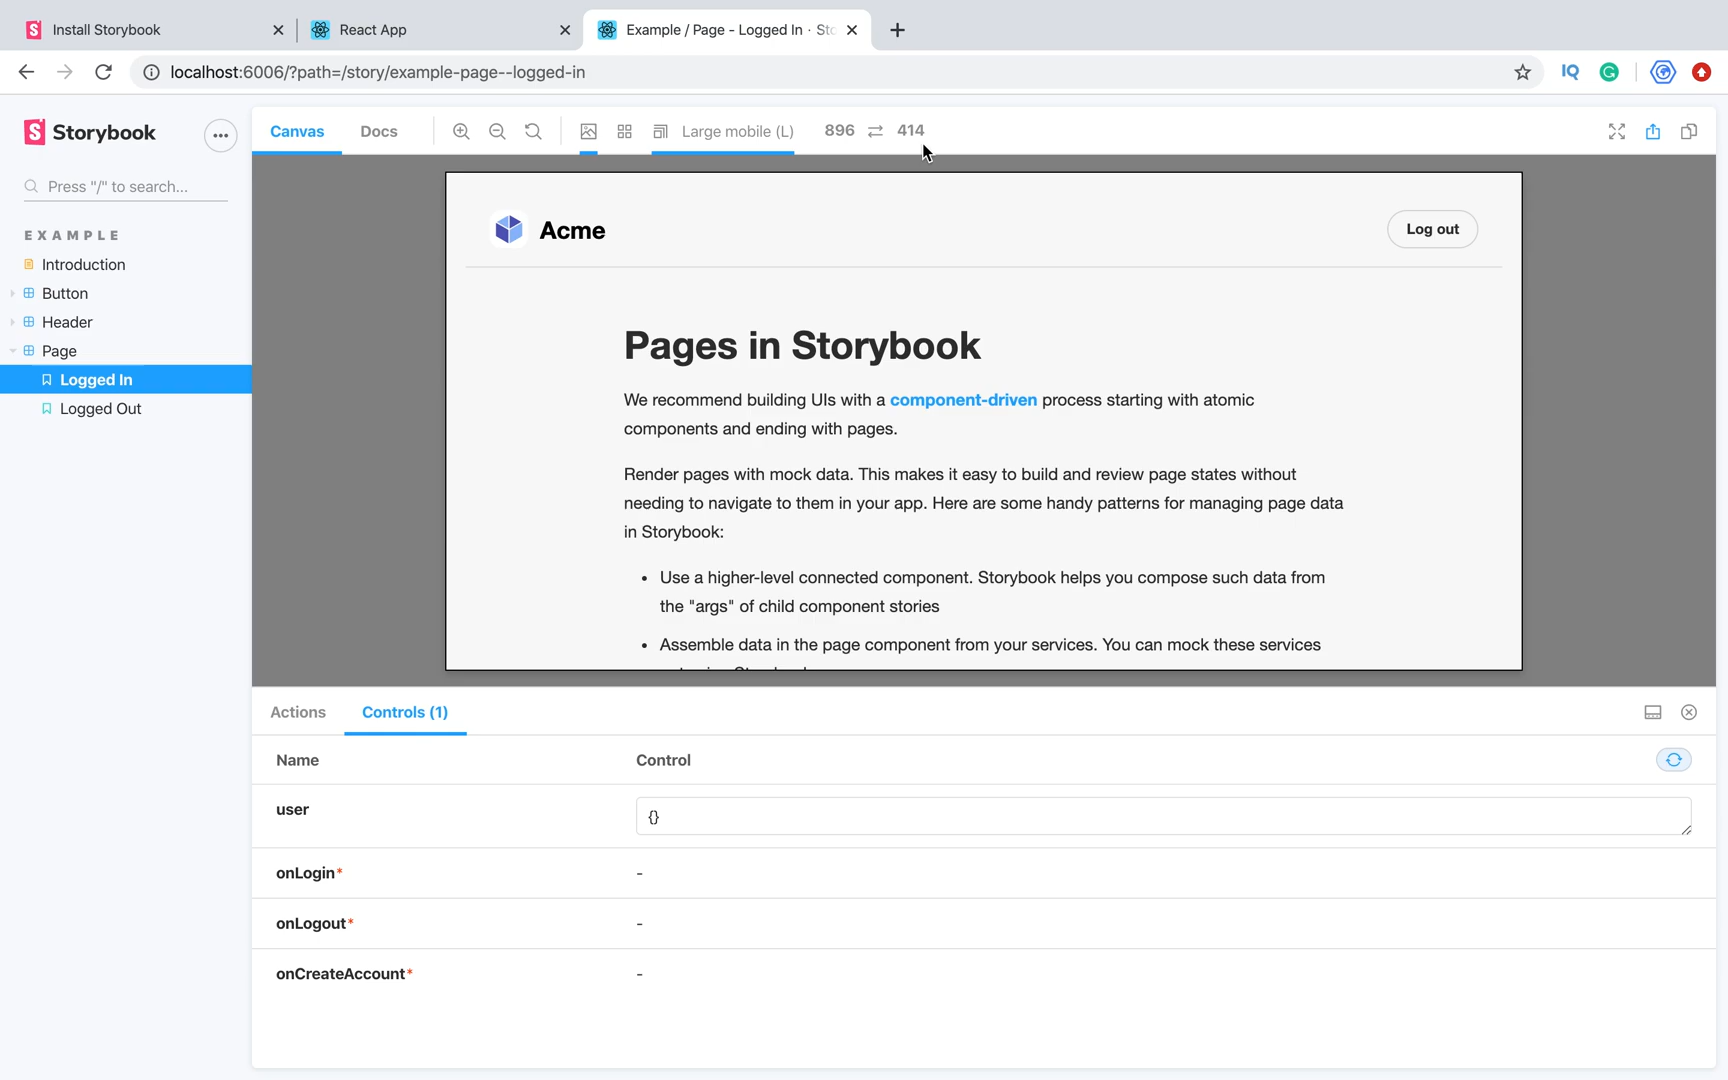 Install Storybook
React App
Example / Page - Logged In · Sto
localhost:6006/?path=/story/example-page--logged-in
IQ
Storybook
Canvas
Docs
Large mobile (L)
896
414
Press "/" to search...
EXAMPLE
Introduction
Button
Header
Page
Logged In
Logged Out
Acme
Log out
Pages in Storybook
We recommend building UIs with a component-driven process starting with atomic
components and ending with pages.
Render pages with mock data. This makes it easy to build and review page states without
needing to navigate to them in your app. Here are some handy patterns for managing page data
in Storybook:
• Use a higher-level connected component. Storybook helps you compose such data from
the "args" of child component stories
• Assemble data in the page component from your services. You can mock these services
Actions
Controls (1)
Name
Control
user
{}
onLogin*
-
onLogout*
-
onCreateAccount*
-